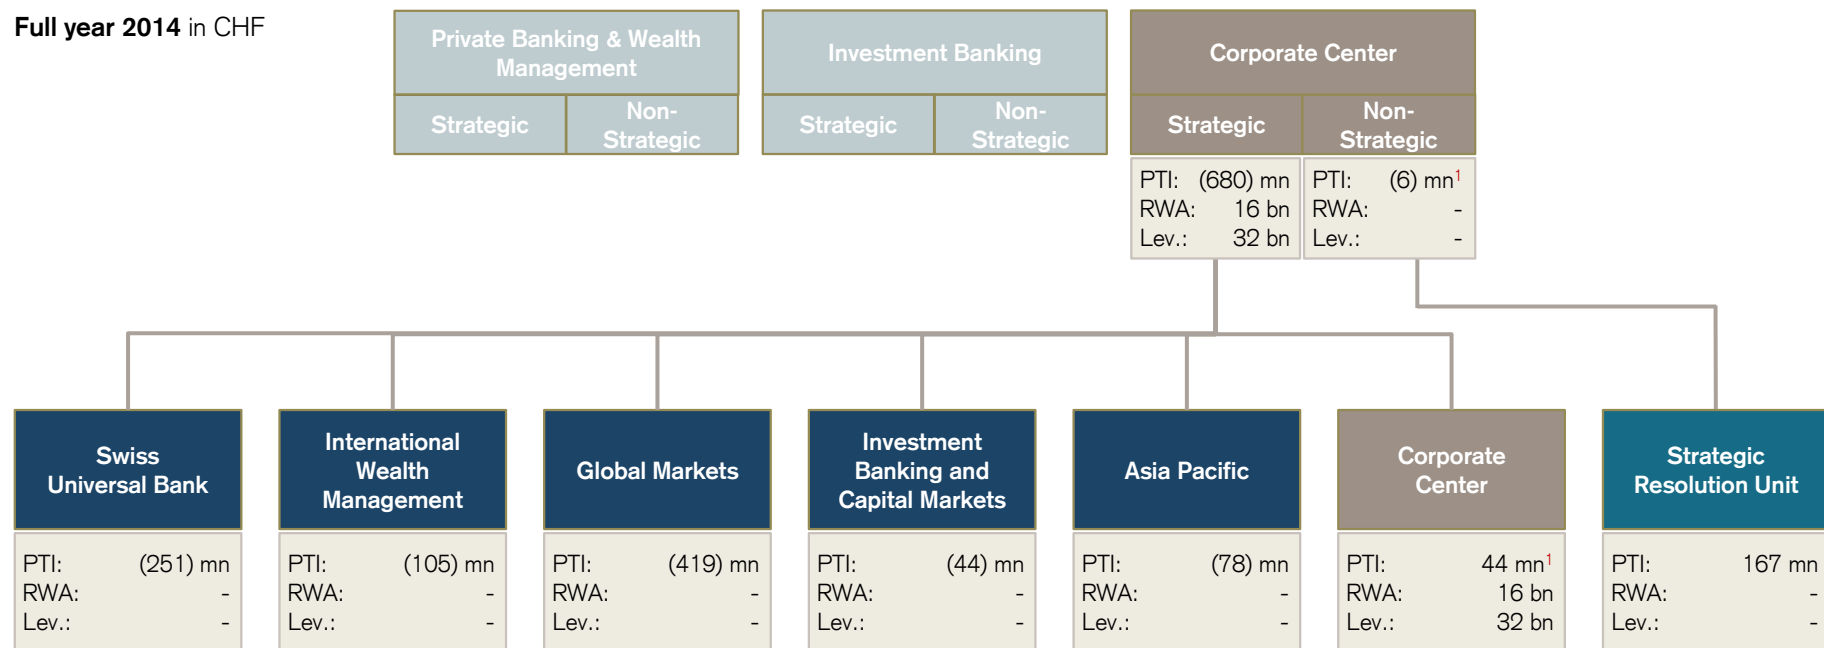 Full year 2014 in CHF
Private Banking & Wealth
Management
Strategic
Non-
Strategic
Investment Banking
Strategic
Non-
Strategic
Corporate Center
Strategic
Non-
Strategic
PTI: (680) mn
RWA: 16 bn
Lev.: 32 bn
PTI: (6) mn¹
RWA: -
Lev.: -
Swiss
Universal Bank
PTI: (251) mn
RWA: -
Lev.: -
International
Wealth
Management
PTI: (105) mn
RWA: -
Lev.: -
Global Markets
PTI: (419) mn
RWA: -
Lev.: -
Investment
Banking and
Capital Markets
PTI: (44) mn
RWA: -
Lev.: -
Asia Pacific
PTI: (78) mn
RWA: -
Lev.: -
Corporate
Center
PTI: 44 mn¹
RWA: 16 bn
Lev.: 32 bn
Strategic
Resolution Unit
PTI: 167 mn
RWA: -
Lev.: -